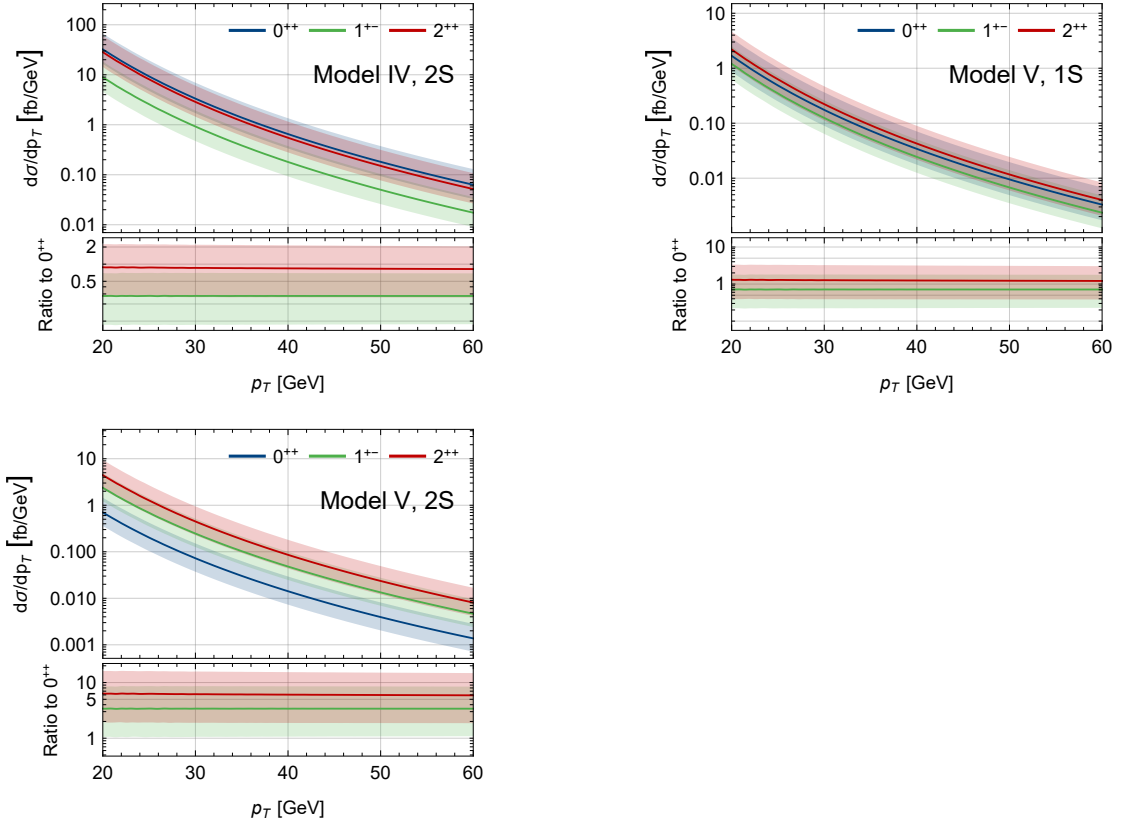 100
10
1
0.10
0.01
dσ/dp_T [fb/GeV]
0⁺⁺ 1⁺⁻ 2⁺⁺
Model IV, 2S
2
0.5
Ratio to 0⁺⁺
20 30 40 50 60
p_T [GeV]
10
1
0.10
0.01
dσ/dp_T [fb/GeV]
0⁺⁺ 1⁺⁻ 2⁺⁺
Model V, 1S
10
1
Ratio to 0⁺⁺
20 30 40 50 60
p_T [GeV]
10
1
0.100
0.010
0.001
dσ/dp_T [fb/GeV]
0⁺⁺ 1⁺⁻ 2⁺⁺
Model V, 2S
10
5
1
Ratio to 0⁺⁺
20 30 40 50 60
p_T [GeV]